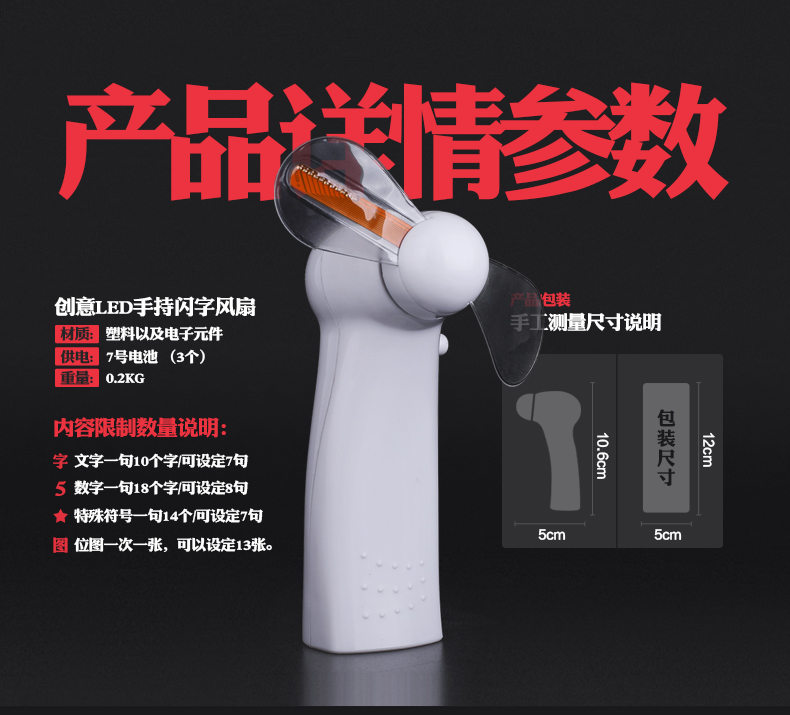 产品详情参数
创意LED手持闪字风扇
材质: 塑料以及电子元件
供电: 7号电池 （3个）
重量: 0.2KG
内容限制数量说明：
字 文字一句10个字/可设定7句
5 数字一句18个字/可设定8句
★ 特殊符号一句14个/可设定7句
图 位图一次一张，可以设定13张。
产品/包装
手工测量尺寸说明
10.6cm
5cm
包装尺寸
12cm
5cm